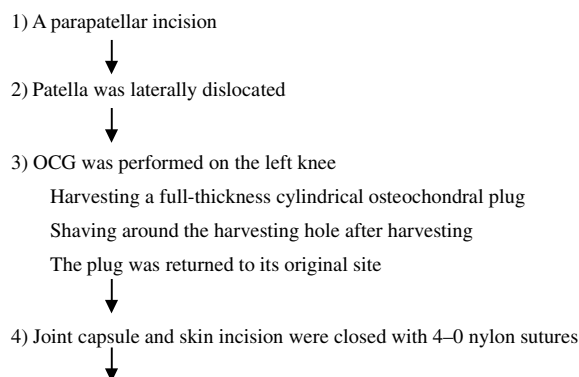 1) A parapatellar incision
2) Patella was laterally dislocated
3) OCG was performed on the left knee
Harvesting a full-thickness cylindrical osteochondral plug
Shaving around the harvesting hole after harvesting
The plug was returned to its original site
4) Joint capsule and skin incision were closed with 4–0 nylon sutures